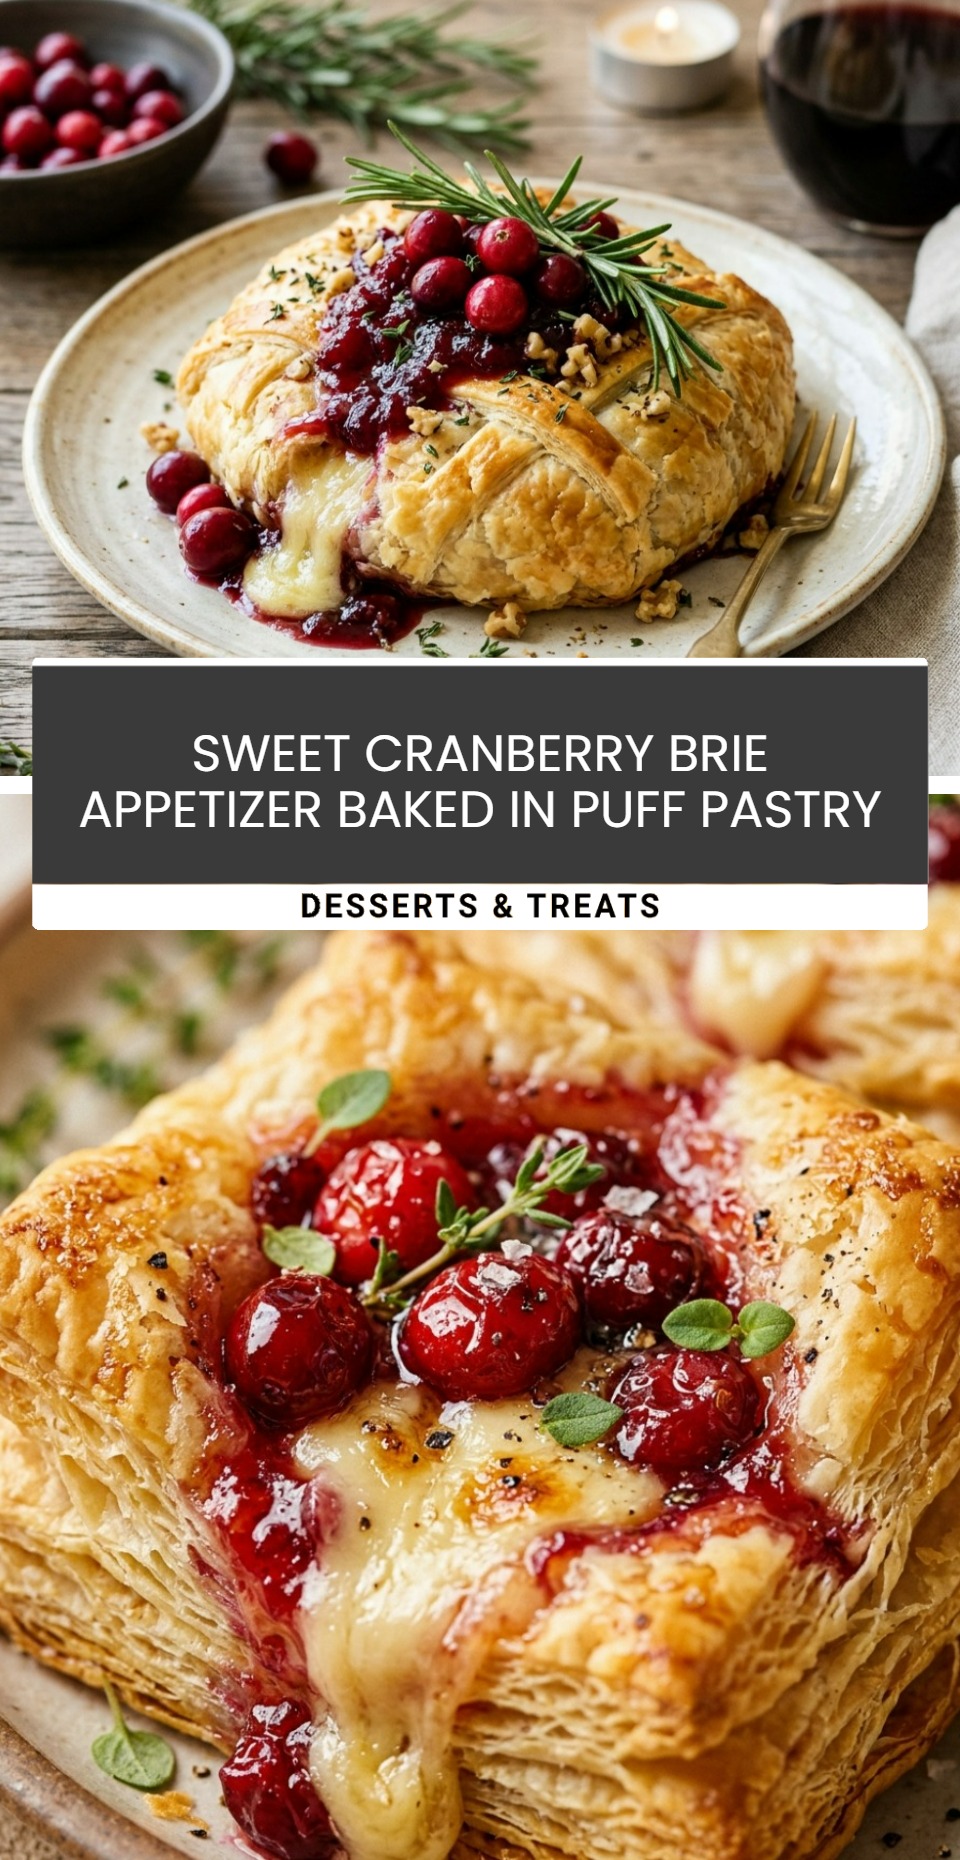 SWEET CRANBERRY BRIE
APPETIZER BAKED IN PUFF PASTRY
DESSERTS & TREATS